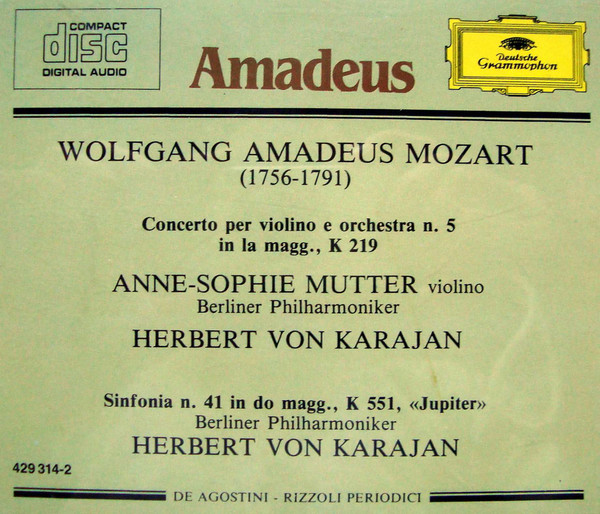 COMPACT
disc
DIGITAL AUDIO
Amadeus
Deutsche
Grammophon
WOLFGANG AMADEUS MOZART
(1756-1791)
Concerto per violino e orchestra n. 5
in la magg., K 219
ANNE-SOPHIE MUTTER violino
Berliner Philharmoniker
HERBERT VON KARAJAN
Sinfonia n. 41 in do magg., K 551, «Jupiter»
Berliner Philharmoniker
HERBERT VON KARAJAN
429 314-2
DE AGOSTINI - RIZZOLI PERIODICI